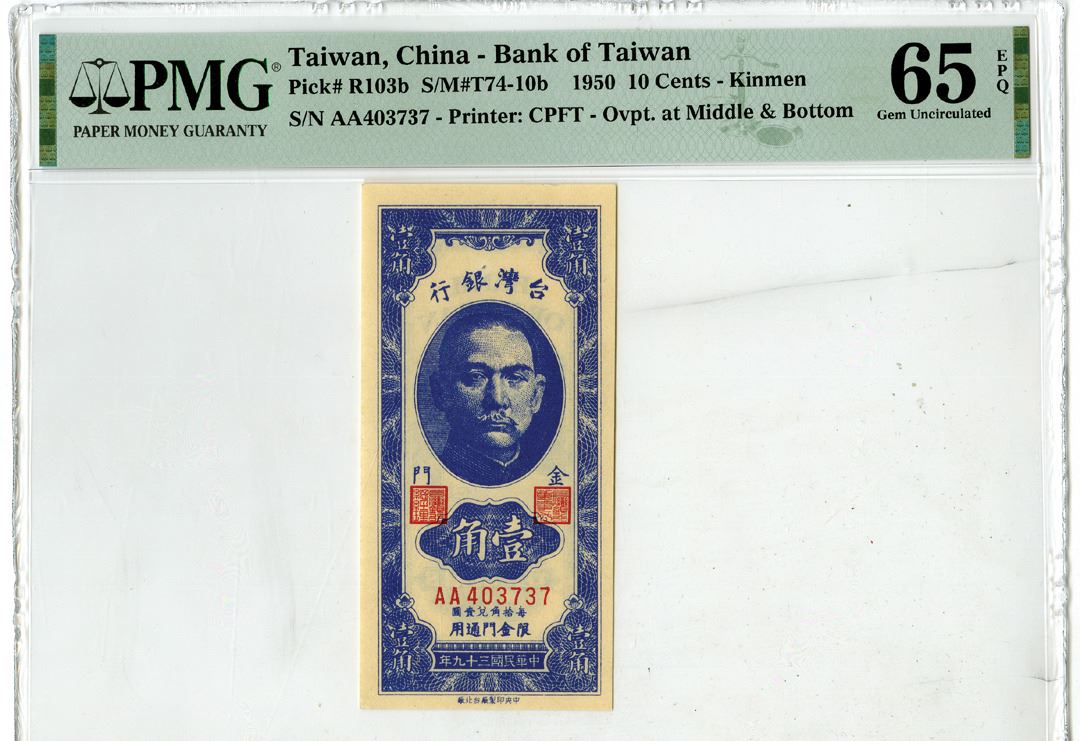 PMG®
PAPER MONEY GUARANTY
Taiwan, China - Bank of Taiwan
Pick# R103b S/M#T74-10b 1950 10 Cents - Kinmen
S/N AA403737 - Printer: CPFT - Ovpt. at Middle & Bottom
65 EPQ
Gem Uncirculated
壹角 壹角
行銀灣台
門 金
角壹
AA403737
圓壹兌角拾每
用通門金限
壹角 壹角
年九十三國民華中
廠北台廠製印央中